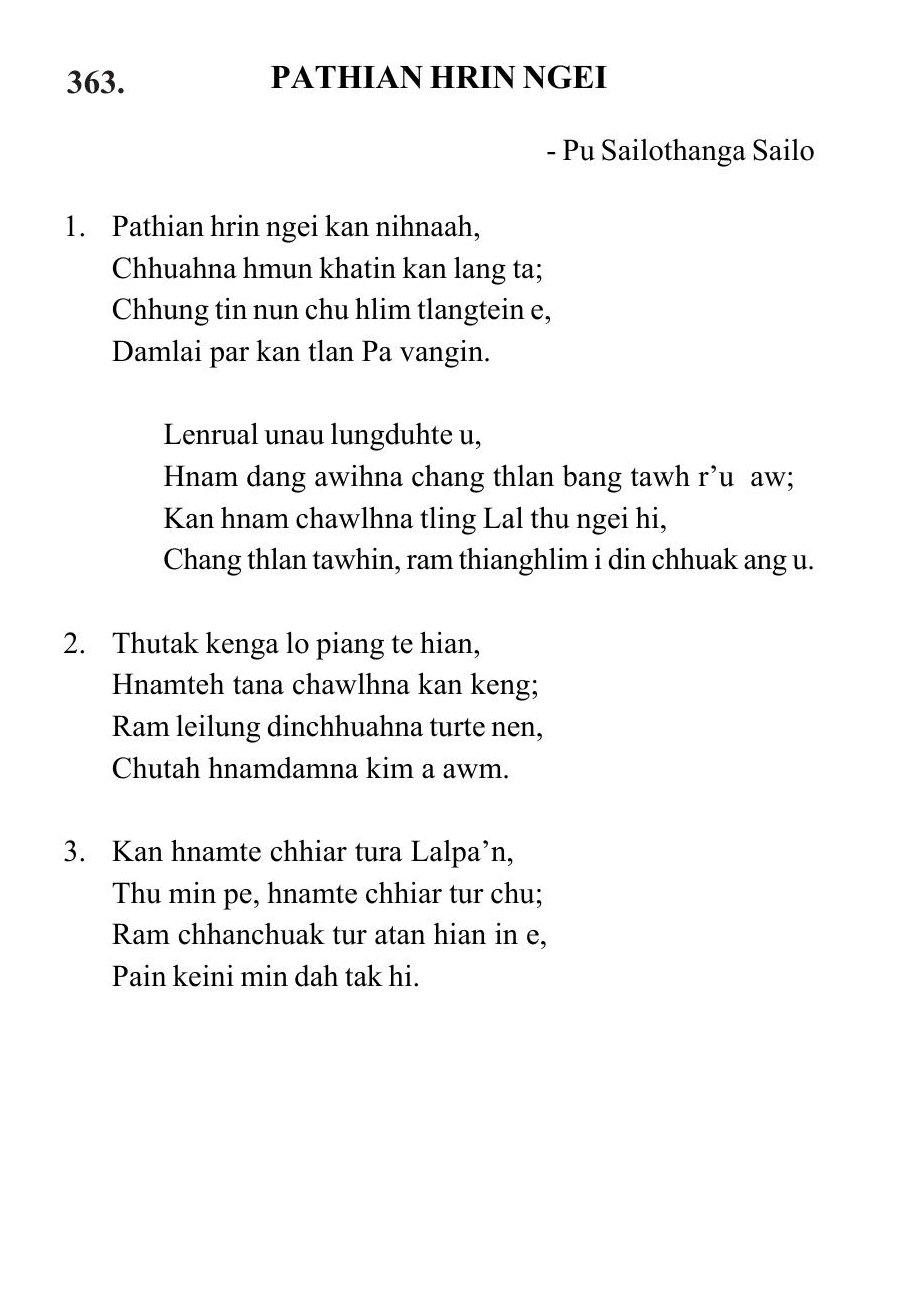 363. PATHIAN HRIN NGEI
- Pu Sailothanga Sailo
1. Pathian hrin ngei kan nihnaah,
Chhuahna hmun khatin kan lang ta;
Chhung tin nun chu hlim tlangtein e,
Damlai par kan tlan Pa vangin.
Lenrual unau lungduhte u,
Hnam dang awihna chang thlan bang tawh r’u aw;
Kan hnam chawlhna tling Lal thu ngei hi,
Chang thlan tawhin, ram thianghlim i din chhuak ang u.
2. Thutak kenga lo piang te hian,
Hnamteh tana chawlhna kan keng;
Ram leilung dinchhuahna turte nen,
Chutah hnamdamna kim a awm.
3. Kan hnamte chhiar tura Lalpa’n,
Thu min pe, hnamte chhiar tur chu;
Ram chhanchuak tur atan hian in e,
Pain keini min dah tak hi.